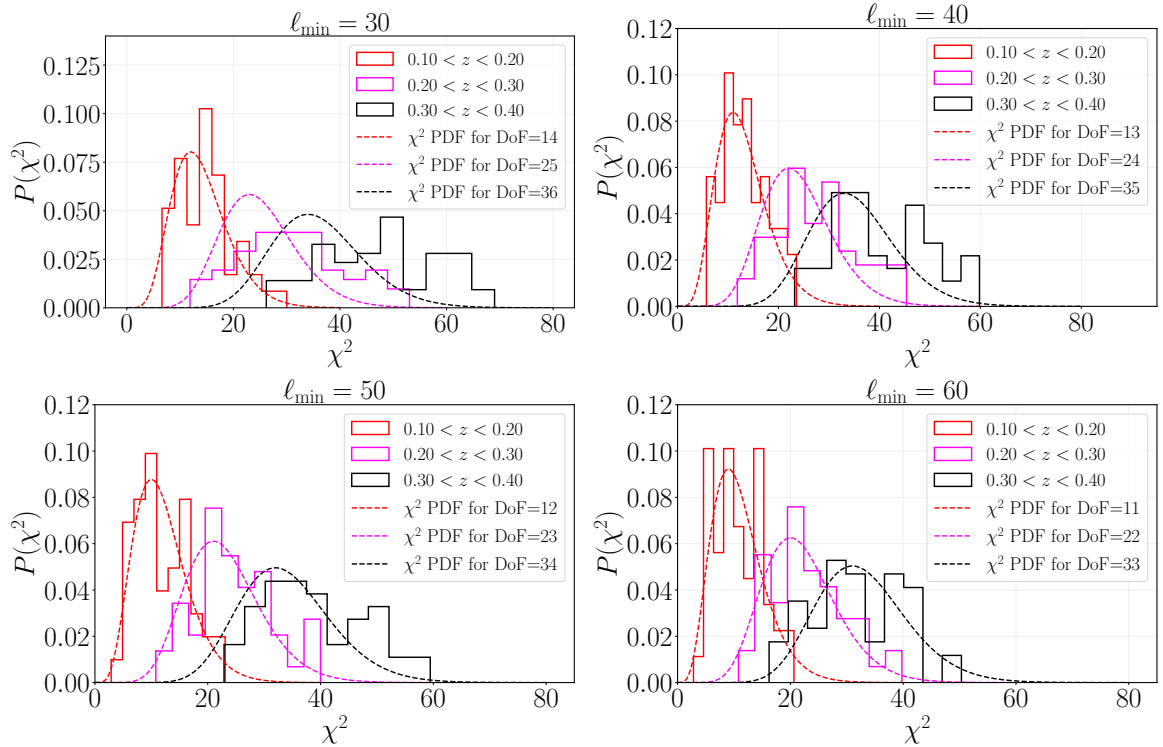 ℓ_min = 30
P(χ²)
0.125
0.100
0.075
0.050
0.025
0.000
0 20 40 60 80
χ²
0.10 < z < 0.20
0.20 < z < 0.30
0.30 < z < 0.40
χ² PDF for DoF=14
χ² PDF for DoF=25
χ² PDF for DoF=36
ℓ_min = 40
P(χ²)
0.12
0.10
0.08
0.06
0.04
0.02
0.00
0 20 40 60 80
χ²
0.10 < z < 0.20
0.20 < z < 0.30
0.30 < z < 0.40
χ² PDF for DoF=13
χ² PDF for DoF=24
χ² PDF for DoF=35
ℓ_min = 50
P(χ²)
0.12
0.10
0.08
0.06
0.04
0.02
0.00
0 20 40 60 80
χ²
0.10 < z < 0.20
0.20 < z < 0.30
0.30 < z < 0.40
χ² PDF for DoF=12
χ² PDF for DoF=23
χ² PDF for DoF=34
ℓ_min = 60
P(χ²)
0.12
0.10
0.08
0.06
0.04
0.02
0.00
0 20 40 60 80
χ²
0.10 < z < 0.20
0.20 < z < 0.30
0.30 < z < 0.40
χ² PDF for DoF=11
χ² PDF for DoF=22
χ² PDF for DoF=33